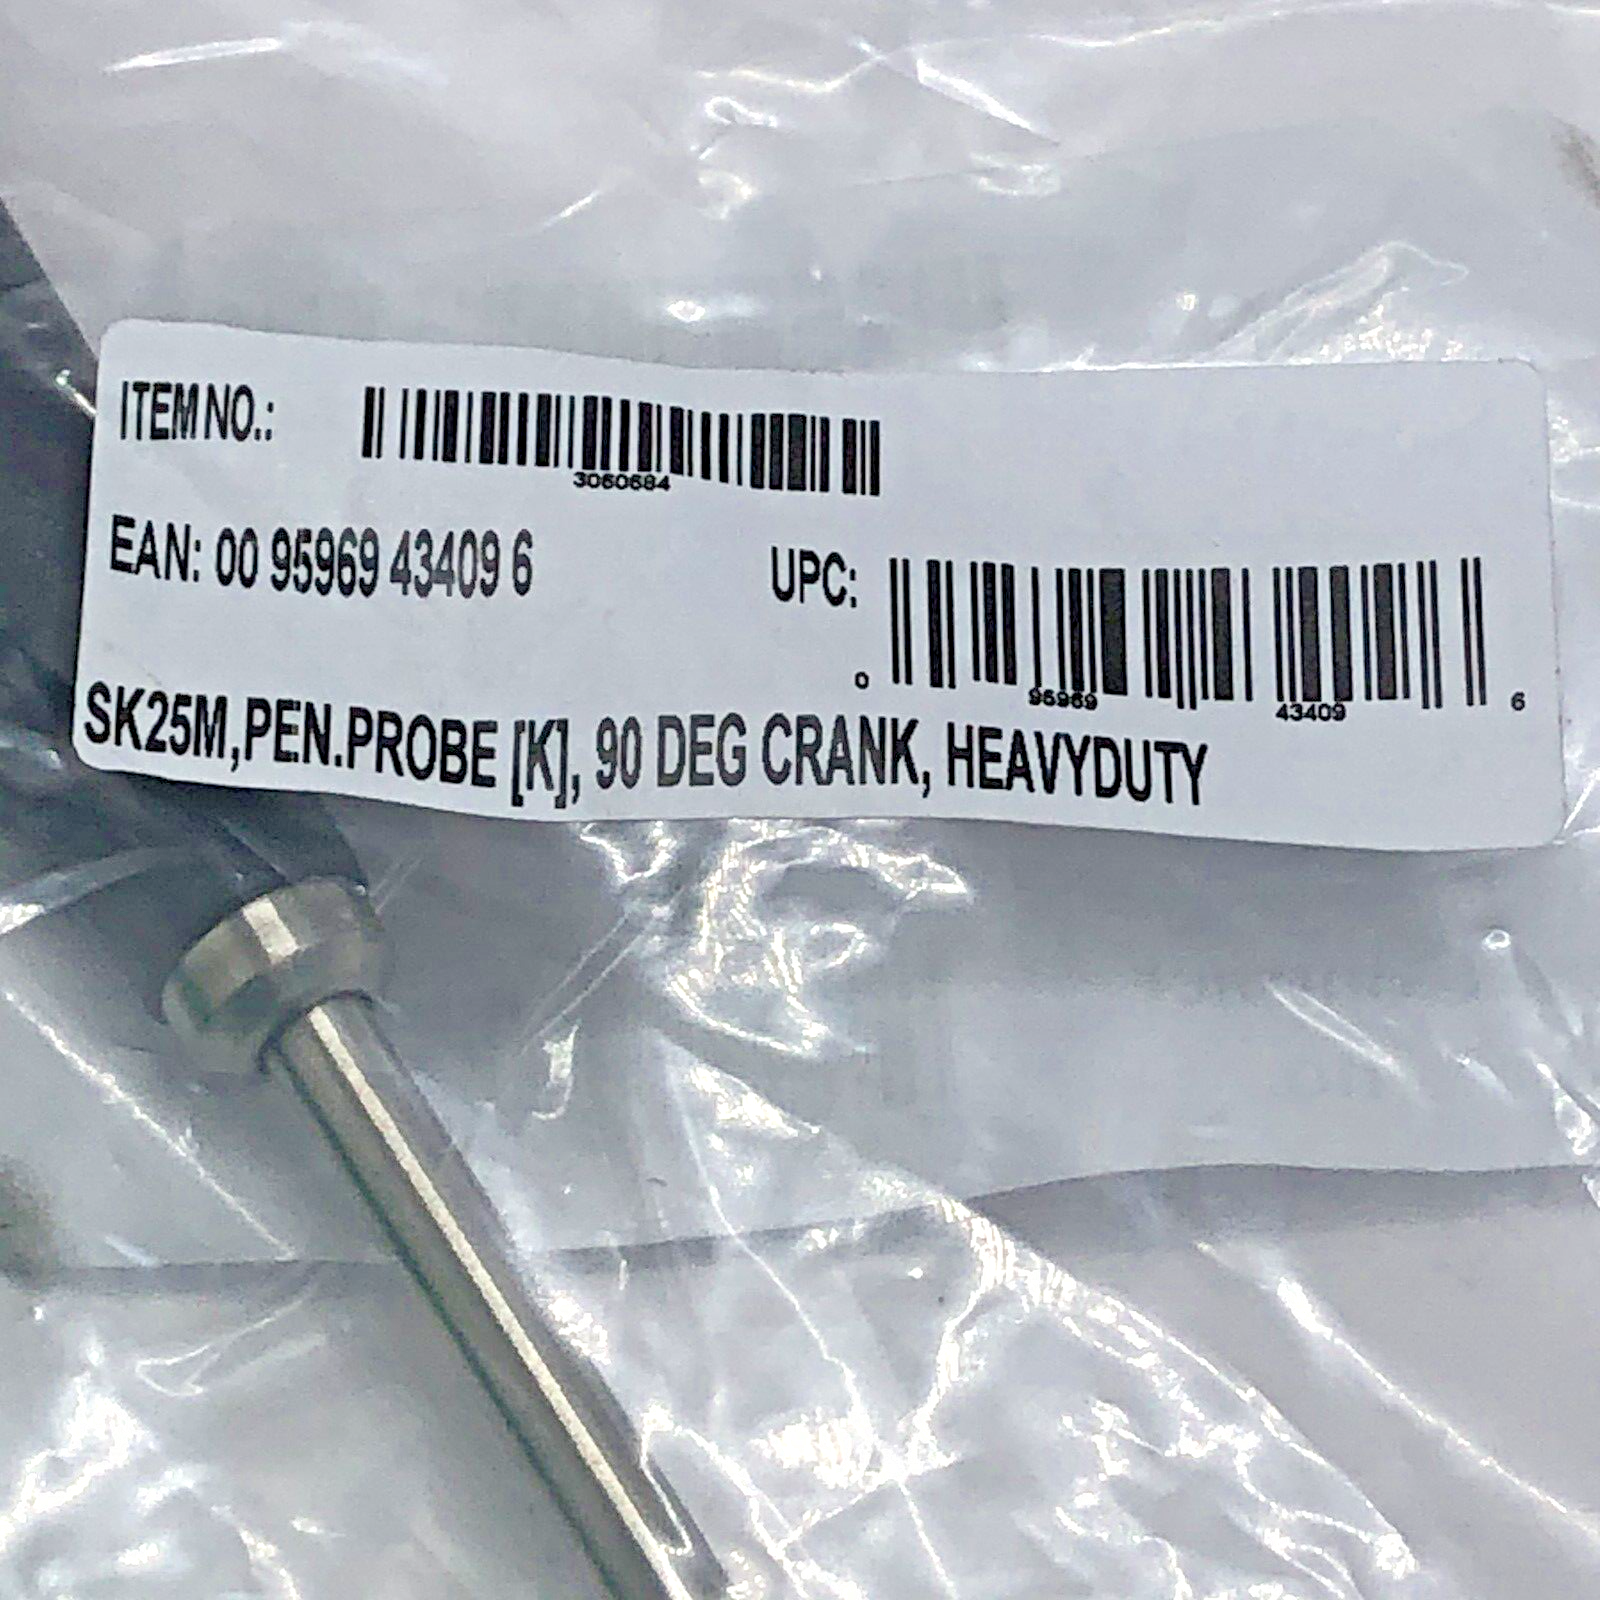 ITEM NO.:
3060684
EAN: 00 95969 43409 6
UPC:
0 95969 43409 6
SK25M,PEN.PROBE [K], 90 DEG CRANK, HEAVYDUTY